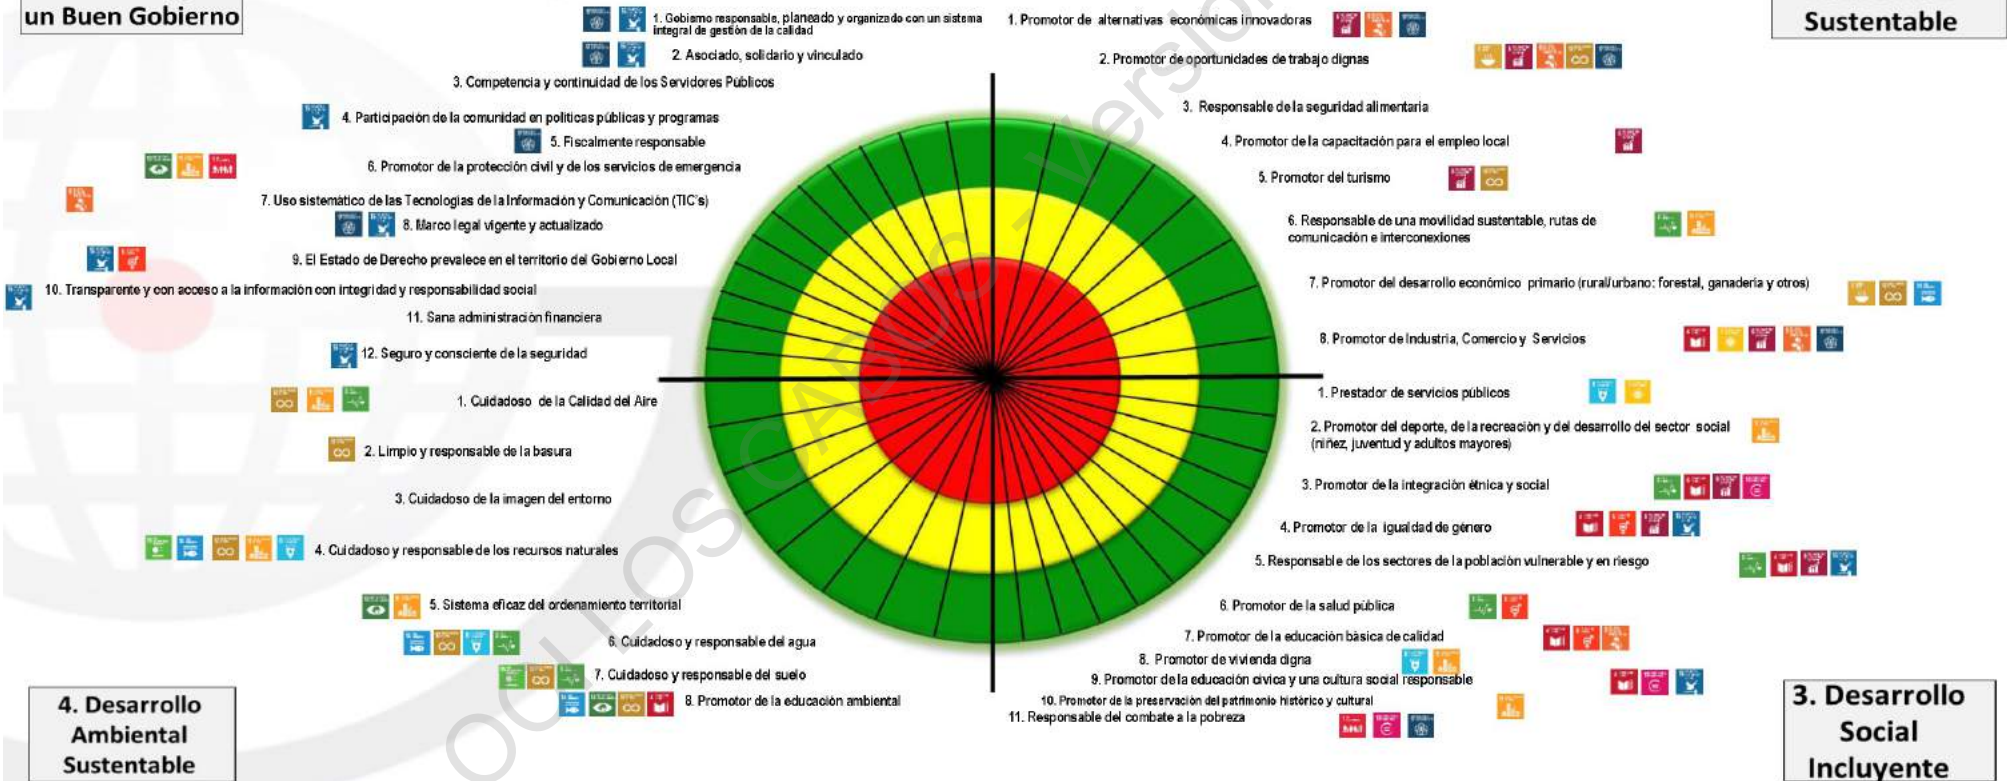 un Buen Gobierno
1. Gobierno responsable, planeado y organizado con un sistema
integral de gestión de la calidad
2. Asociado, solidario y vinculado
3. Competencia y continuidad de los Servidores Públicos
4. Participación de la comunidad en políticas públicas y programas
5. Fiscalmente responsable
6. Promotor de la protección civil y de los servicios de emergencia
7. Uso sistemático de las Tecnologías de la Información y Comunicación (TIC's)
8. Marco legal vigente y actualizado
9. El Estado de Derecho prevalece en el territorio del Gobierno Local
10. Transparente y con acceso a la información con integridad y responsabilidad social
11. Sana administración financiera
12. Seguro y consciente de la seguridad
Sustentable
1. Promotor de alternativas económicas innovadoras
2. Promotor de oportunidades de trabajo dignas
3. Responsable de la seguridad alimentaria
4. Promotor de la capacitación para el empleo local
5. Promotor del turismo
6. Responsable de una movilidad sustentable, rutas de
comunicación e interconexiones
7. Promotor del desarrollo económico primario (rural/urbano: forestal, ganadería y otros)
8. Promotor de Industria, Comercio y Servicios
1. Prestador de servicios públicos
2. Promotor del deporte, de la recreación y del desarrollo del sector social
(niñez, juventud y adultos mayores)
3. Promotor de la integración étnica y social
4. Promotor de la igualdad de género
5. Responsable de los sectores de la población vulnerable y en riesgo
6. Promotor de la salud pública
7. Promotor de la educación básica de calidad
8. Promotor de vivienda digna
9. Promotor de la educación cívica y una cultura social responsable
10. Promotor de la preservación del patrimonio histórico y cultural
11. Responsable del combate a la pobreza
3. Desarrollo
Social
Incluyente
1. Cuidadoso de la Calidad del Aire
2. Limpio y responsable de la basura
3. Cuidadoso de la imagen del entorno
4. Cuidadoso y responsable de los recursos naturales
5. Sistema eficaz del ordenamiento territorial
6. Cuidadoso y responsable del agua
7. Cuidadoso y responsable del suelo
8. Promotor de la educación ambiental
4. Desarrollo
Ambiental
Sustentable